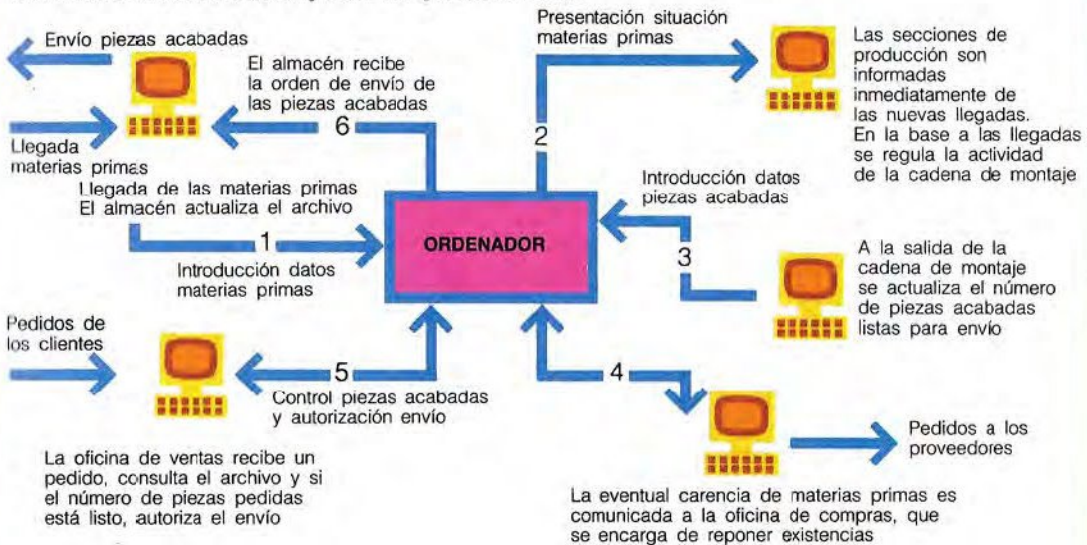 Envío piezas acabadas
El almacén recibe
la orden de envío de
las piezas acabadas
6
Llegada
materias primas
Llegada de las materias primas
El almacén actualiza el archivo
1
Introducción datos
materias primas
ORDENADOR
Presentación situación
materias primas
2
Las secciones de
producción son
informadas
inmediatamente de
las nuevas llegadas.
En la base a las llegadas
se regula la actividad
de la cadena de montaje
Introducción datos
piezas acabadas
3
A la salida de la
cadena de montaje
se actualiza el número
de piezas acabadas
listas para envío
Pedidos de
los clientes
5
Control piezas acabadas
y autorización envío
La oficina de ventas recibe un
pedido, consulta el archivo y si
el número de piezas pedidas
está listo, autoriza el envío
4
Pedidos a los
proveedores
La eventual carencia de materias primas es
comunicada a la oficina de compras, que
se encarga de reponer existencias